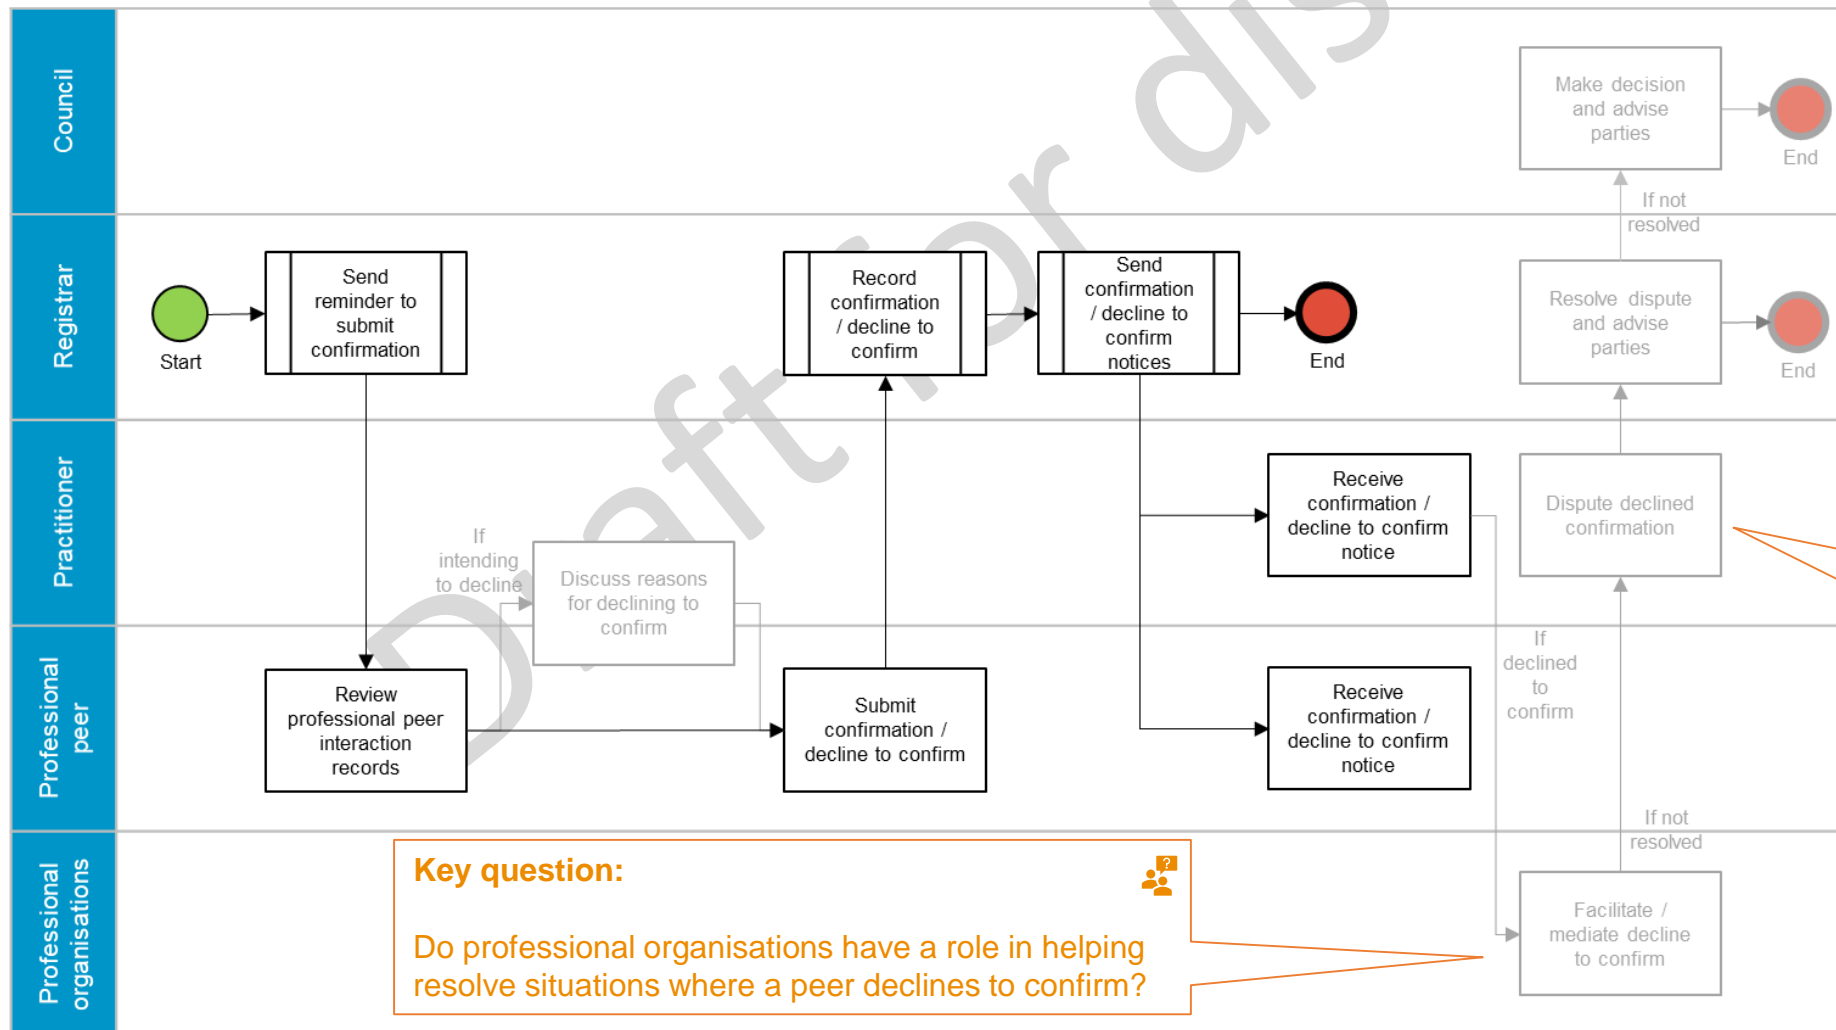 Council
Make decision
and advise
parties
End
If not
resolved
Registrar
Start
Send
reminder to
submit
confirmation
Record
confirmation
/ decline to
confirm
Send
confirmation
/ decline to
confirm
notices
End
Resolve dispute
and advise
parties
End
Practitioner
If
intending
to decline
Discuss reasons
for declining to
confirm
Receive
confirmation /
decline to confirm
notice
Dispute declined
confirmation
Professional
peer
Review
professional peer
interaction
records
Submit
confirmation /
decline to confirm
Receive
confirmation /
decline to confirm
notice
If
declined
to
confirm
Professional
organisations
Key question:
Do professional organisations have a role in helping
resolve situations where a peer declines to confirm?
If not
resolved
Facilitate /
mediate decline
to confirm
Draft for dis